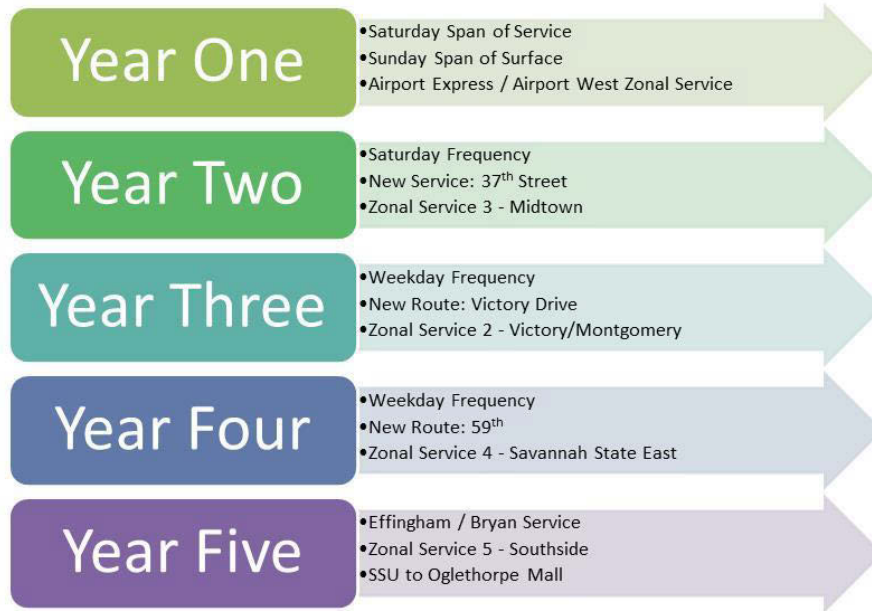 Year One
•Saturday Span of Service
•Sunday Span of Surface
•Airport Express / Airport West Zonal Service
Year Two
•Saturday Frequency
•New Service: 37th Street
•Zonal Service 3 - Midtown
Year Three
•Weekday Frequency
•New Route: Victory Drive
•Zonal Service 2 - Victory/Montgomery
Year Four
•Weekday Frequency
•New Route: 59th
•Zonal Service 4 - Savannah State East
Year Five
•Effingham / Bryan Service
•Zonal Service 5 - Southside
•SSU to Oglethorpe Mall